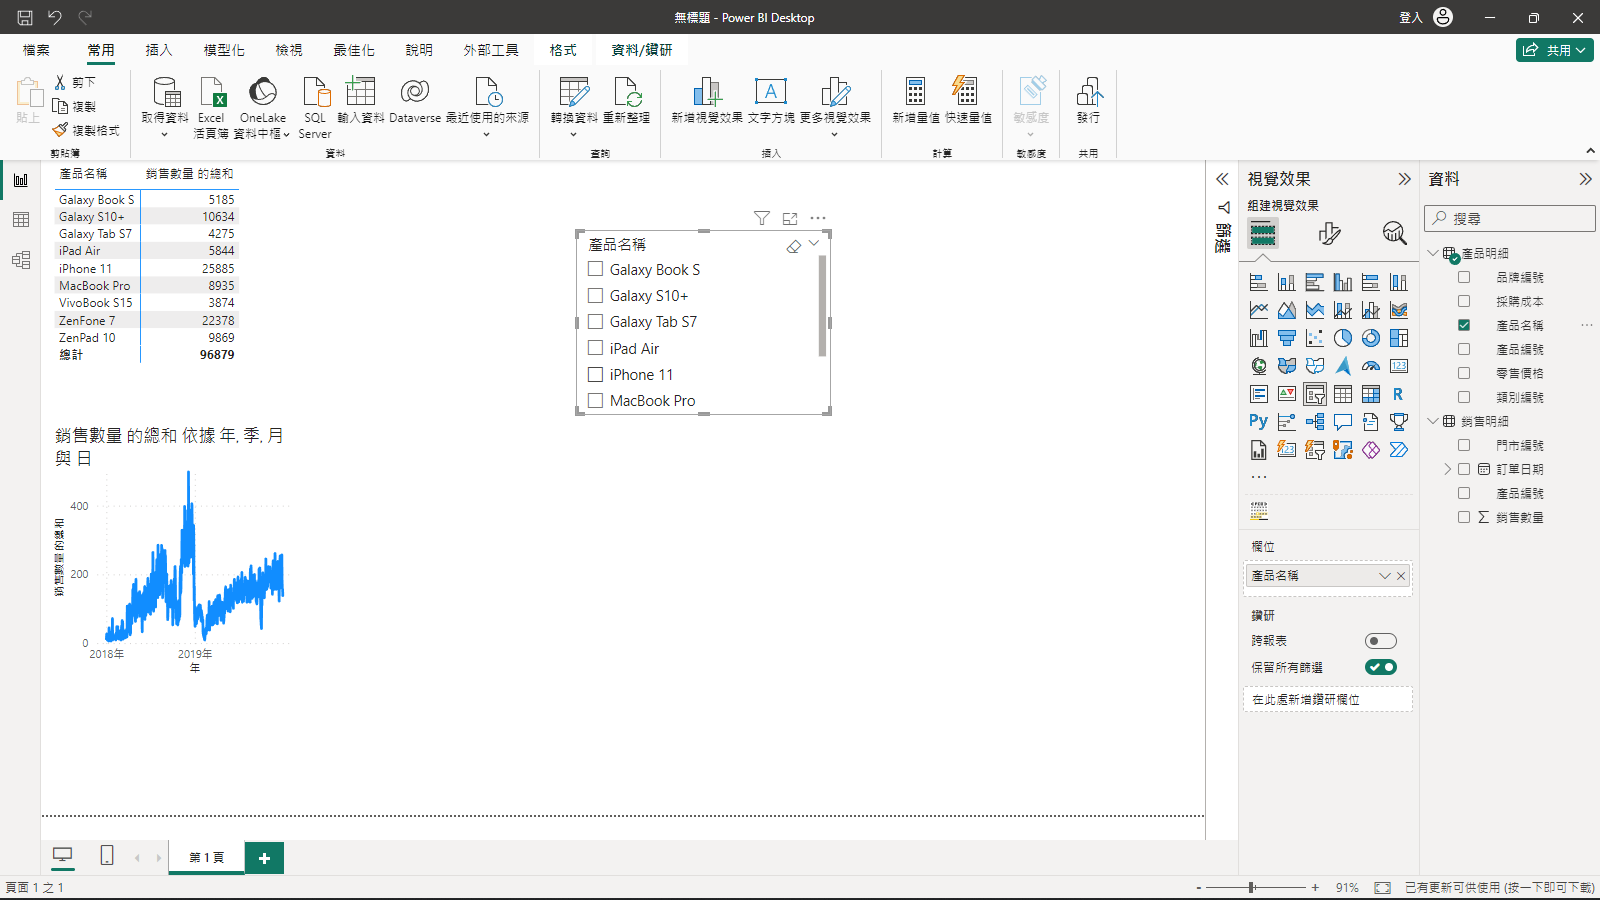 無標題 - Power BI Desktop
登入
檔案 常用 插入 模型化 檢視 最佳化 說明 外部工具 格式 資料/鑽研
共用
貼上
剪下
複製
複製格式
剪貼簿
取得資料
Excel 活頁簿
OneLake 資料中樞
SQL Server
輸入資料
Dataverse
最近使用的來源
資料
轉換資料
重新整理
查詢
新增視覺效果
文字方塊
更多視覺效果
插入
新增量值
快速量值
計算
敏感度
敏感度
發行
共用
產品名稱 銷售數量 的總和
Galaxy Book S 5185
Galaxy S10+ 10634
Galaxy Tab S7 4275
iPad Air 5844
iPhone 11 25885
MacBook Pro 8935
VivoBook S15 3874
ZenFone 7 22378
ZenPad 10 9869
總計 96879
銷售數量 的總和 依據 年, 季, 月
與 日
銷售數量 的總和
400
200
0
2018年 2019年
年
產品名稱
Galaxy Book S
Galaxy S10+
Galaxy Tab S7
iPad Air
iPhone 11
MacBook Pro
篩選
視覺效果
組建視覺效果
123
R
Py
123
欄位
產品名稱
鑽研
跨報表
保留所有篩選
在此處新增鑽研欄位
資料
搜尋
產品明細
品牌編號
採購成本
產品名稱
產品編號
零售價格
類別編號
銷售明細
門市編號
訂單日期
產品編號
銷售數量
第 1 頁
頁面 1 之 1
- + 91%
已有更新可供使用 (按一下即可下載)